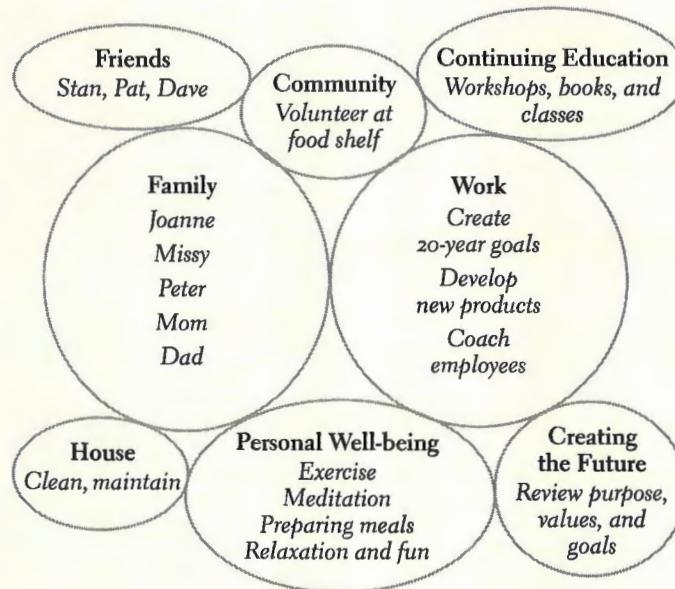 Friends
Stan, Pat, Dave
Community
Volunteer at
food shelf
Continuing Education
Workshops, books, and
classes
Family
Joanne
Missy
Peter
Mom
Dad
Work
Create
20-year goals
Develop
new products
Coach
employees
House
Clean, maintain
Personal Well-being
Exercise
Meditation
Preparing meals
Relaxation and fun
Creating
the Future
Review purpose,
values, and
goals